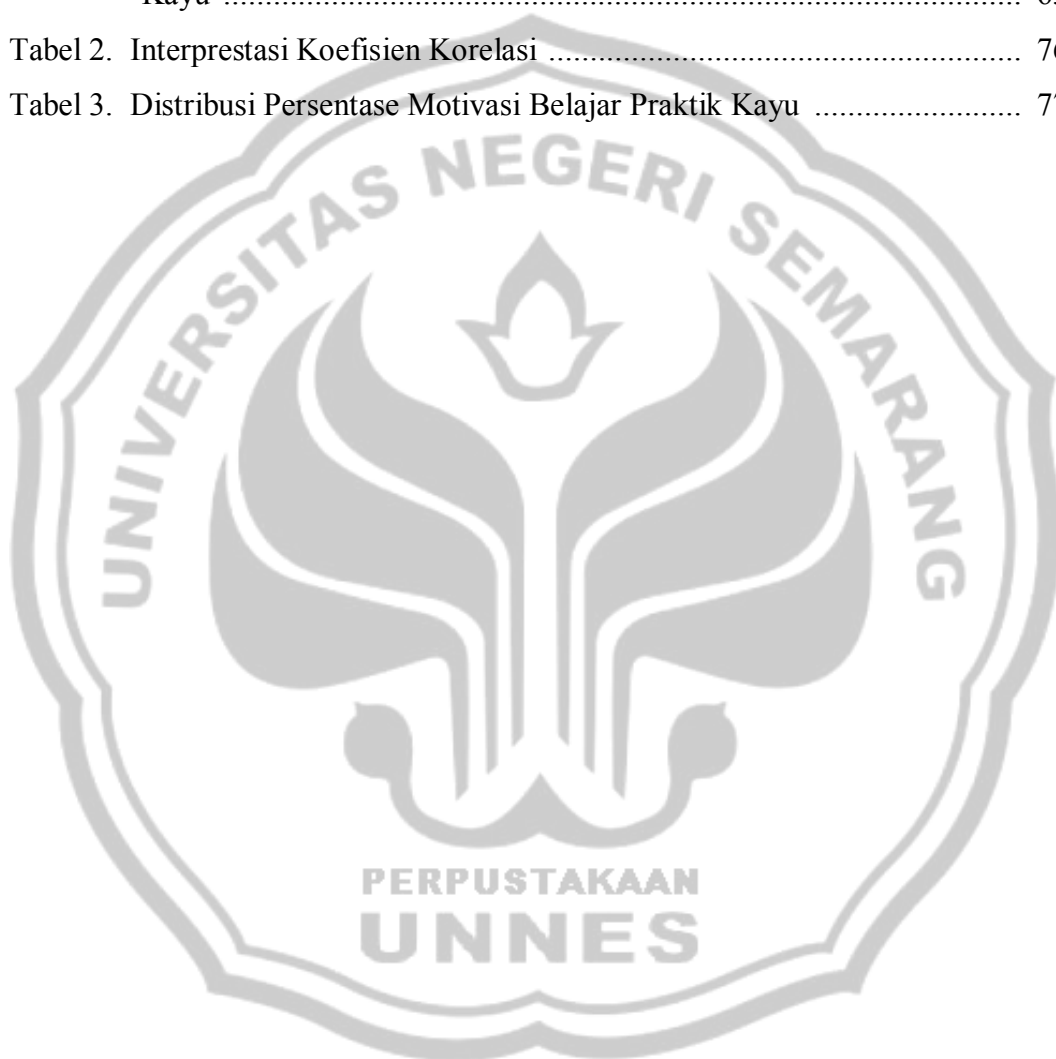 Kayu ....................................................................................................
Tabel 2. Interprestasi Koefisien Korelasi ............................................................
Tabel 3. Distribusi Persentase Motivasi Belajar Praktik Kayu ..........................
UNIVERSITAS NEGERI SEMARANG
PERPUSTAKAAN
UNNES